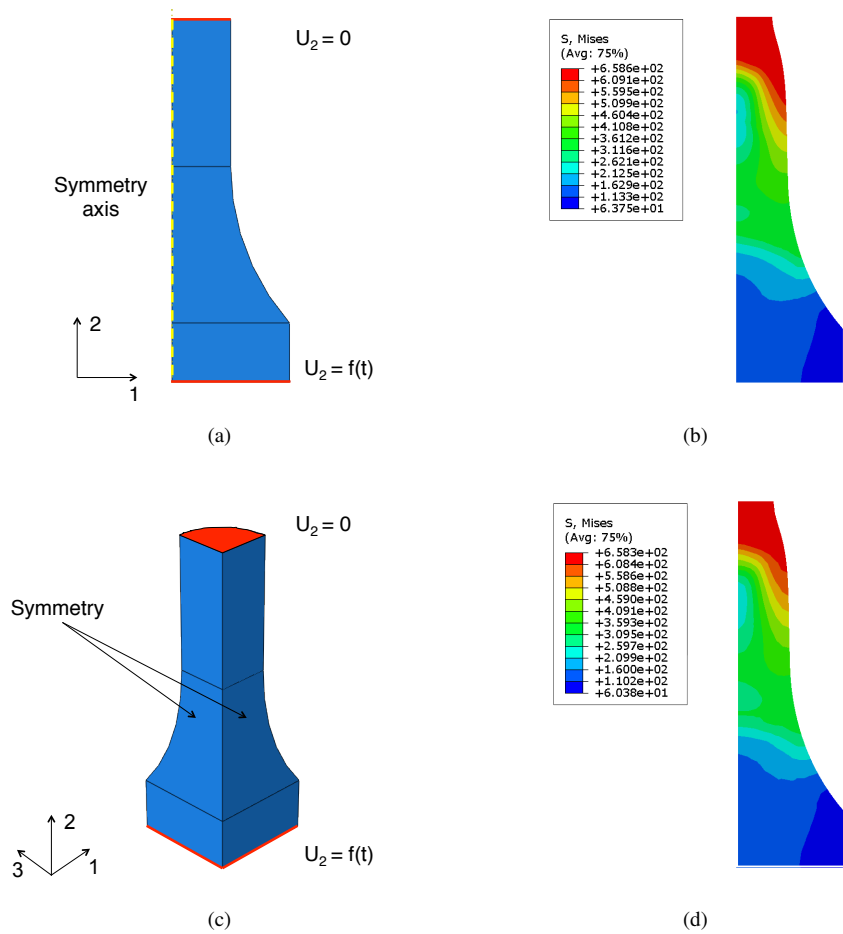 U2 = 0
Symmetry
axis
2
1
U2 = f(t)
(a)
S, Mises
(Avg: 75%)
+6.586e+02
+6.091e+02
+5.595e+02
+5.099e+02
+4.604e+02
+4.108e+02
+3.612e+02
+3.116e+02
+2.621e+02
+2.125e+02
+1.629e+02
+1.133e+02
+6.375e+01
(b)
U2 = 0
Symmetry
2
3
1
U2 = f(t)
(c)
S, Mises
(Avg: 75%)
+6.583e+02
+6.084e+02
+5.586e+02
+5.088e+02
+4.590e+02
+4.091e+02
+3.593e+02
+3.095e+02
+2.597e+02
+2.099e+02
+1.600e+02
+1.102e+02
+6.038e+01
(d)